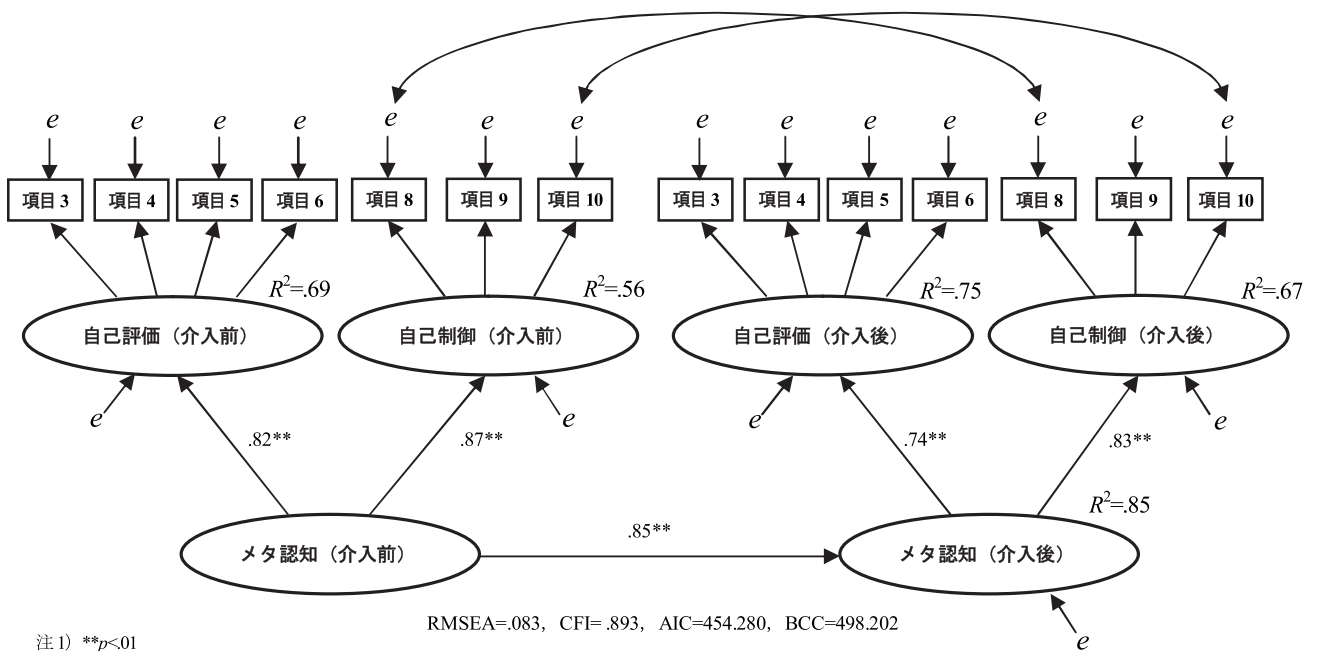 e e e e e e e e e e e e e e
項目 3 項目 4 項目 5 項目 6 項目 8 項目 9 項目 10 項目 3 項目 4 項目 5 項目 6 項目 8 項目 9 項目 10
R²=.69 R²=.56 R²=.75 R²=.67
自己評価（介入前） 自己制御（介入前） 自己評価（介入後） 自己制御（介入後）
e e e e
.82** .87** .74** .83**
R²=.85
.85**
メタ認知（介入前） メタ認知（介入後）
RMSEA=.083, CFI= .893, AIC=454.280, BCC=498.202
e
注 1) **p<.01